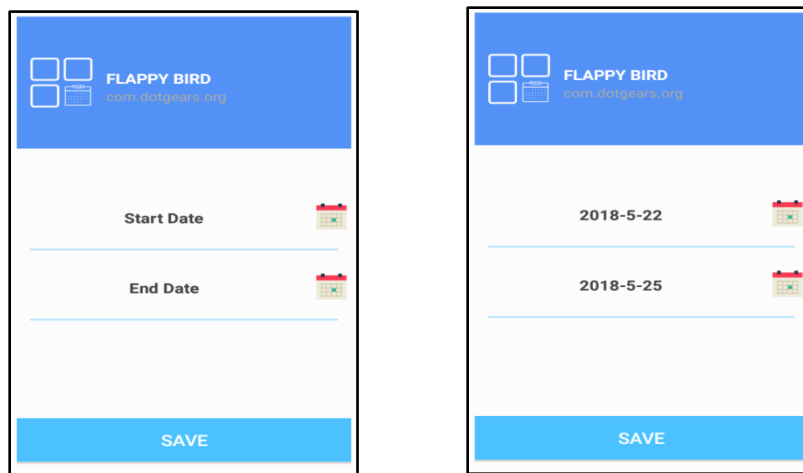 FLAPPY BIRD
com.dotgears.org
Start Date
End Date
SAVE
FLAPPY BIRD
com.dotgears.org
2018-5-22
2018-5-25
SAVE